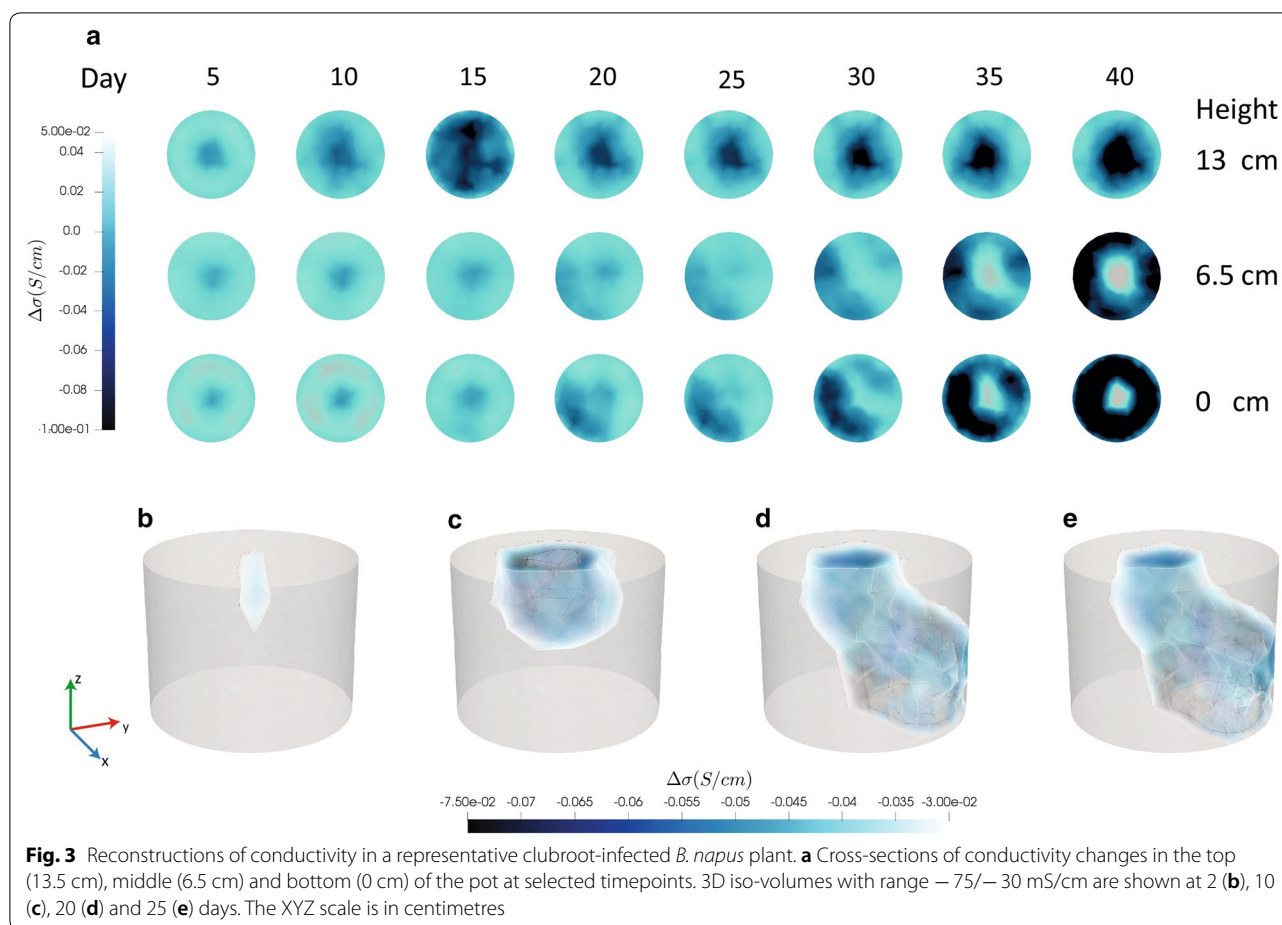 a
Day 5 10 15 20 25 30 35 40
Height
5.00e-02
0.04
0.02
0.0
-0.02
-0.04
-0.06
-0.08
-1.00e-01
Δσ(S/cm)
13 cm
6.5 cm
0 cm
b c d e
z
y
x
Δσ(S/cm)
-7.50e-02 -0.07 -0.065 -0.06 -0.055 -0.05 -0.045 -0.04 -0.035 -3.00e-02
Fig. 3 Reconstructions of conductivity in a representative clubroot-infected B. napus plant. a Cross-sections of conductivity changes in the top
(13.5 cm), middle (6.5 cm) and bottom (0 cm) of the pot at selected timepoints. 3D iso-volumes with range − 75/− 30 mS/cm are shown at 2 (b), 10
(c), 20 (d) and 25 (e) days. The XYZ scale is in centimetres